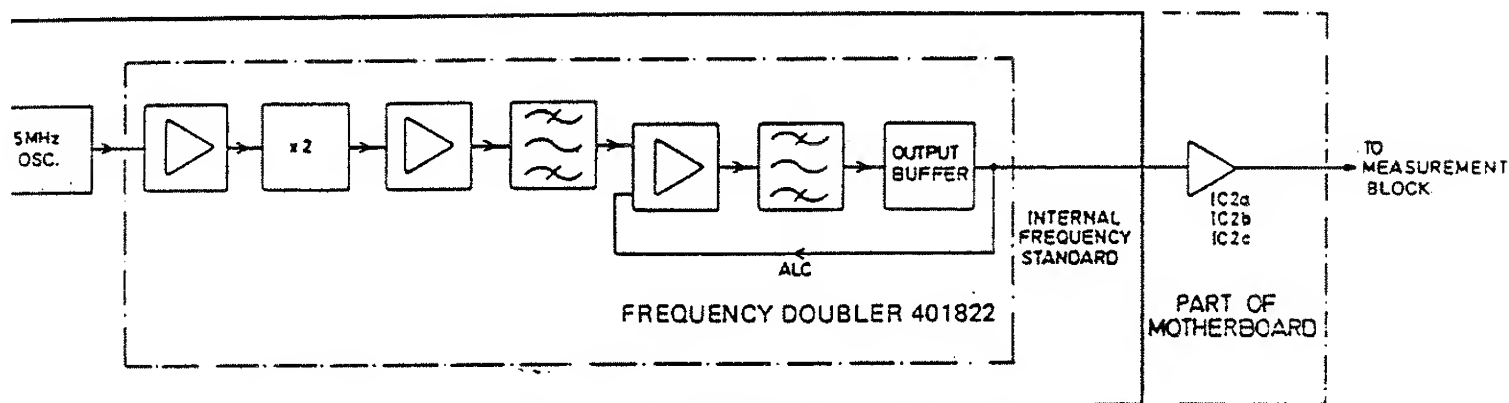 5MHz
OSC.
x2
OUTPUT
BUFFER
ALC
FREQUENCY DOUBLER 401822
INTERNAL
FREQUENCY
STANDARD
IC2a
IC2b
IC2c
PART OF
MOTHERBOARD
TO
MEASUREMENT
BLOCK